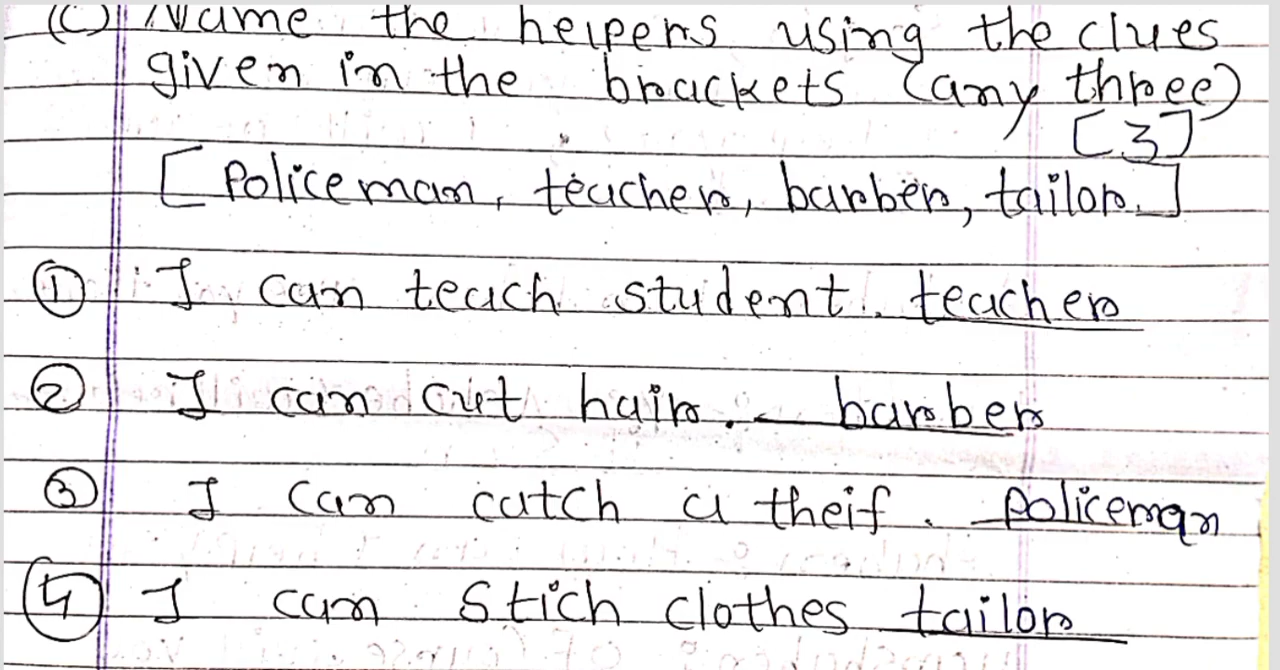 (C) Name the helpers using the clues
given in the brackets (any three)
[3]
[Policeman, teacher, barber, tailor.]
① I can teach student. teacher
② I can cut hair. barber
③ I can catch a theif. policeman
④ I can stich clothes tailor